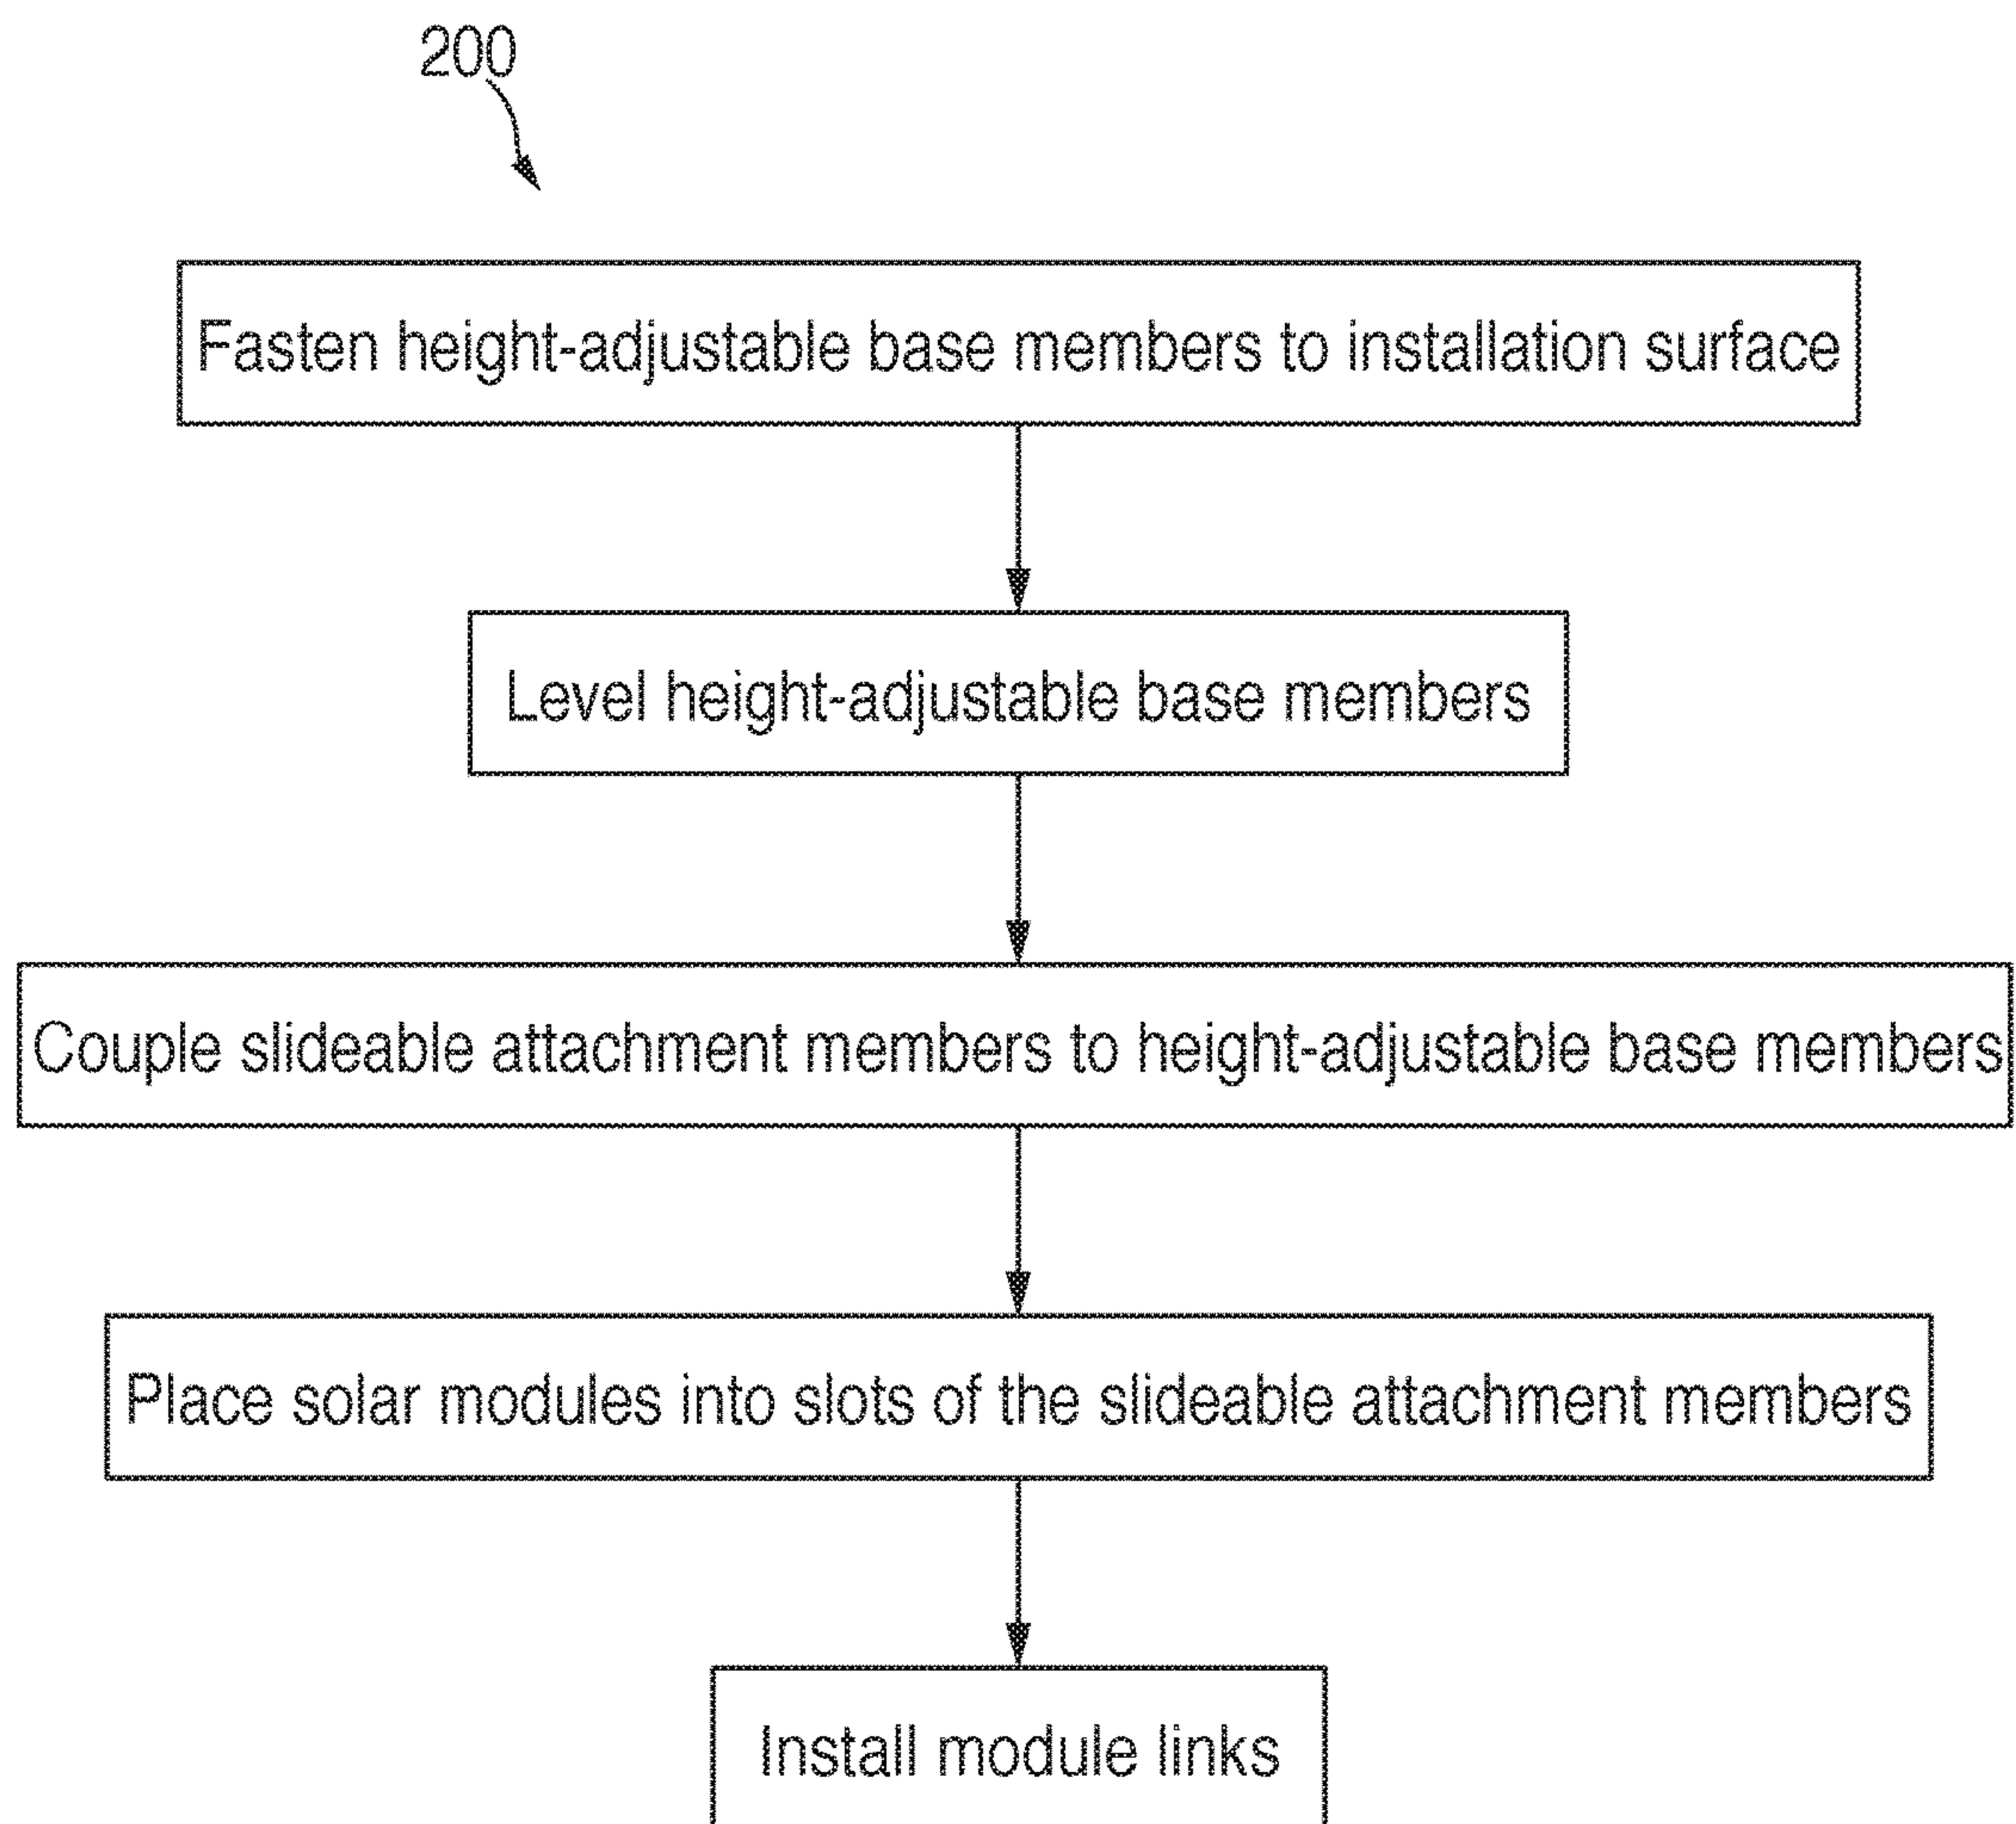 200
Fasten height-adjustable base members to installation surface
Level height-adjustable base members
Couple slideable attachment members to height-adjustable base members
Place solar modules into slots of the slideable attachment members
Install module links